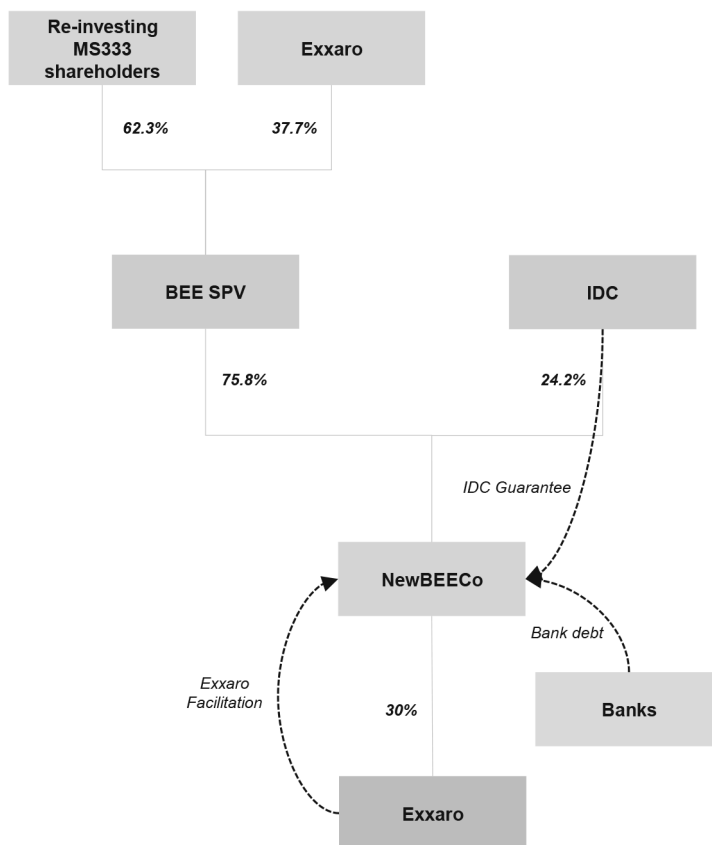 Re-investing
MS333
shareholders
Exxaro
62.3%
37.7%
BEE SPV
IDC
75.8%
24.2%
IDC Guarantee
NewBEECo
Bank debt
Exxaro
Facilitation
30%
Banks
Exxaro